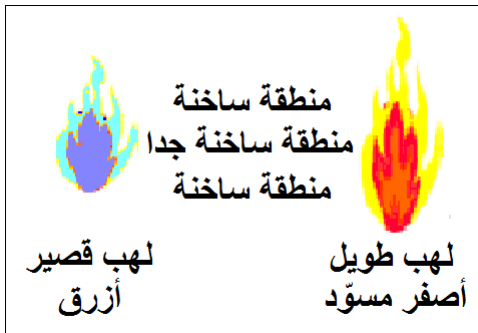 منطقة ساخنة
منطقة ساخنة جدا
منطقة ساخنة
لهب طويل
أصفر مسوّد
لهب قصير
أزرق